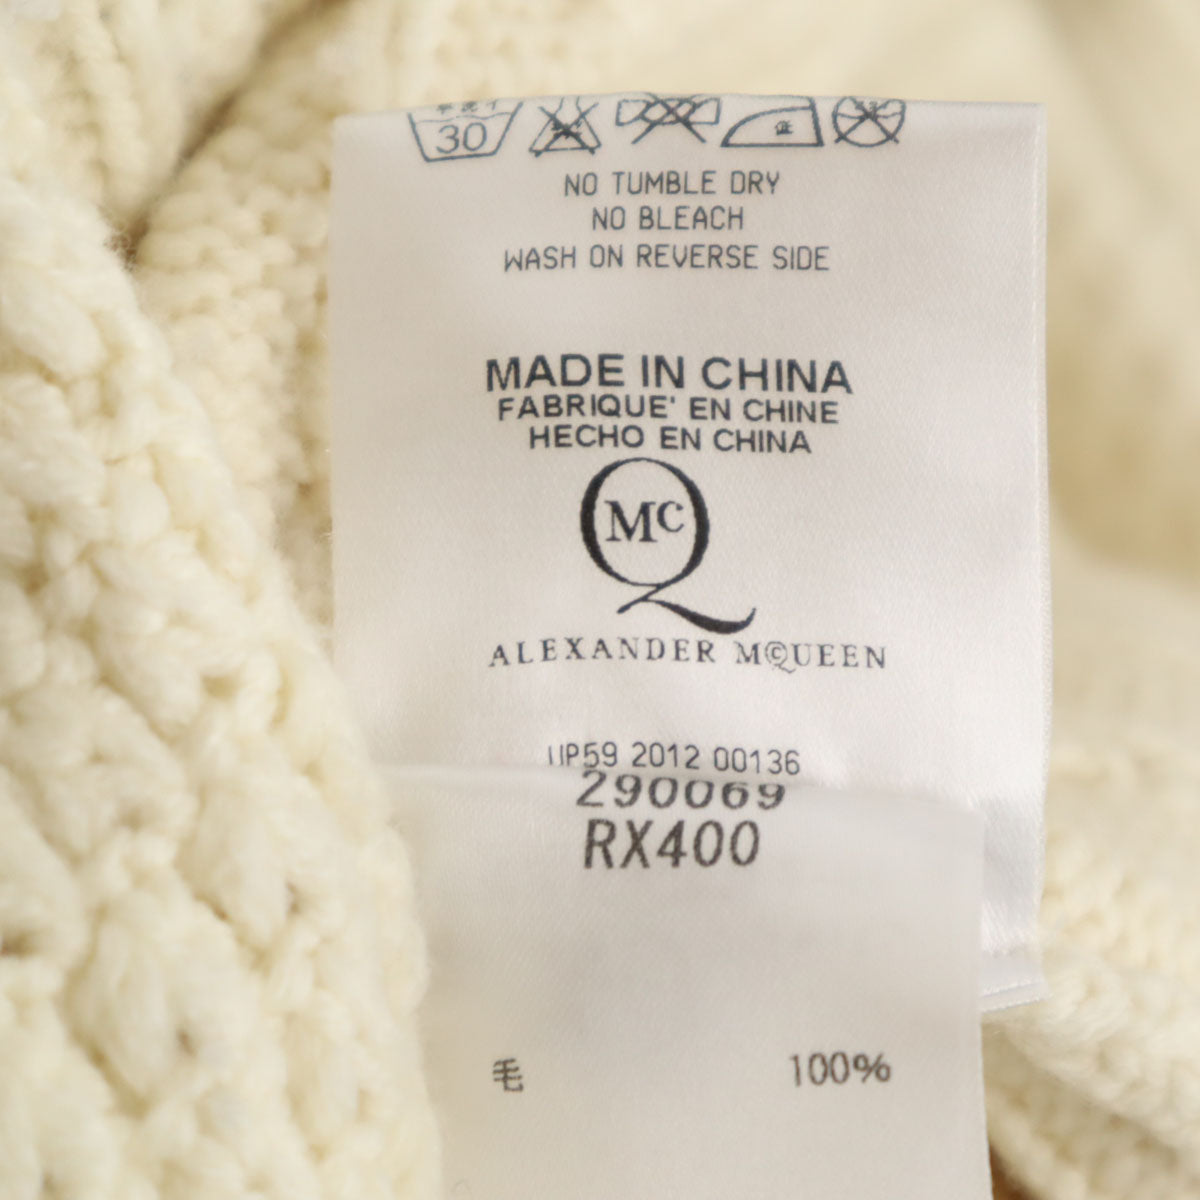 30
低
NO TUMBLE DRY
NO BLEACH
WASH ON REVERSE SIDE
MADE IN CHINA
FABRIQUE' EN CHINE
HECHO EN CHINA
McQ
ALEXANDER McQUEEN
UP59 2012 00136
290069
RX400
毛 100%